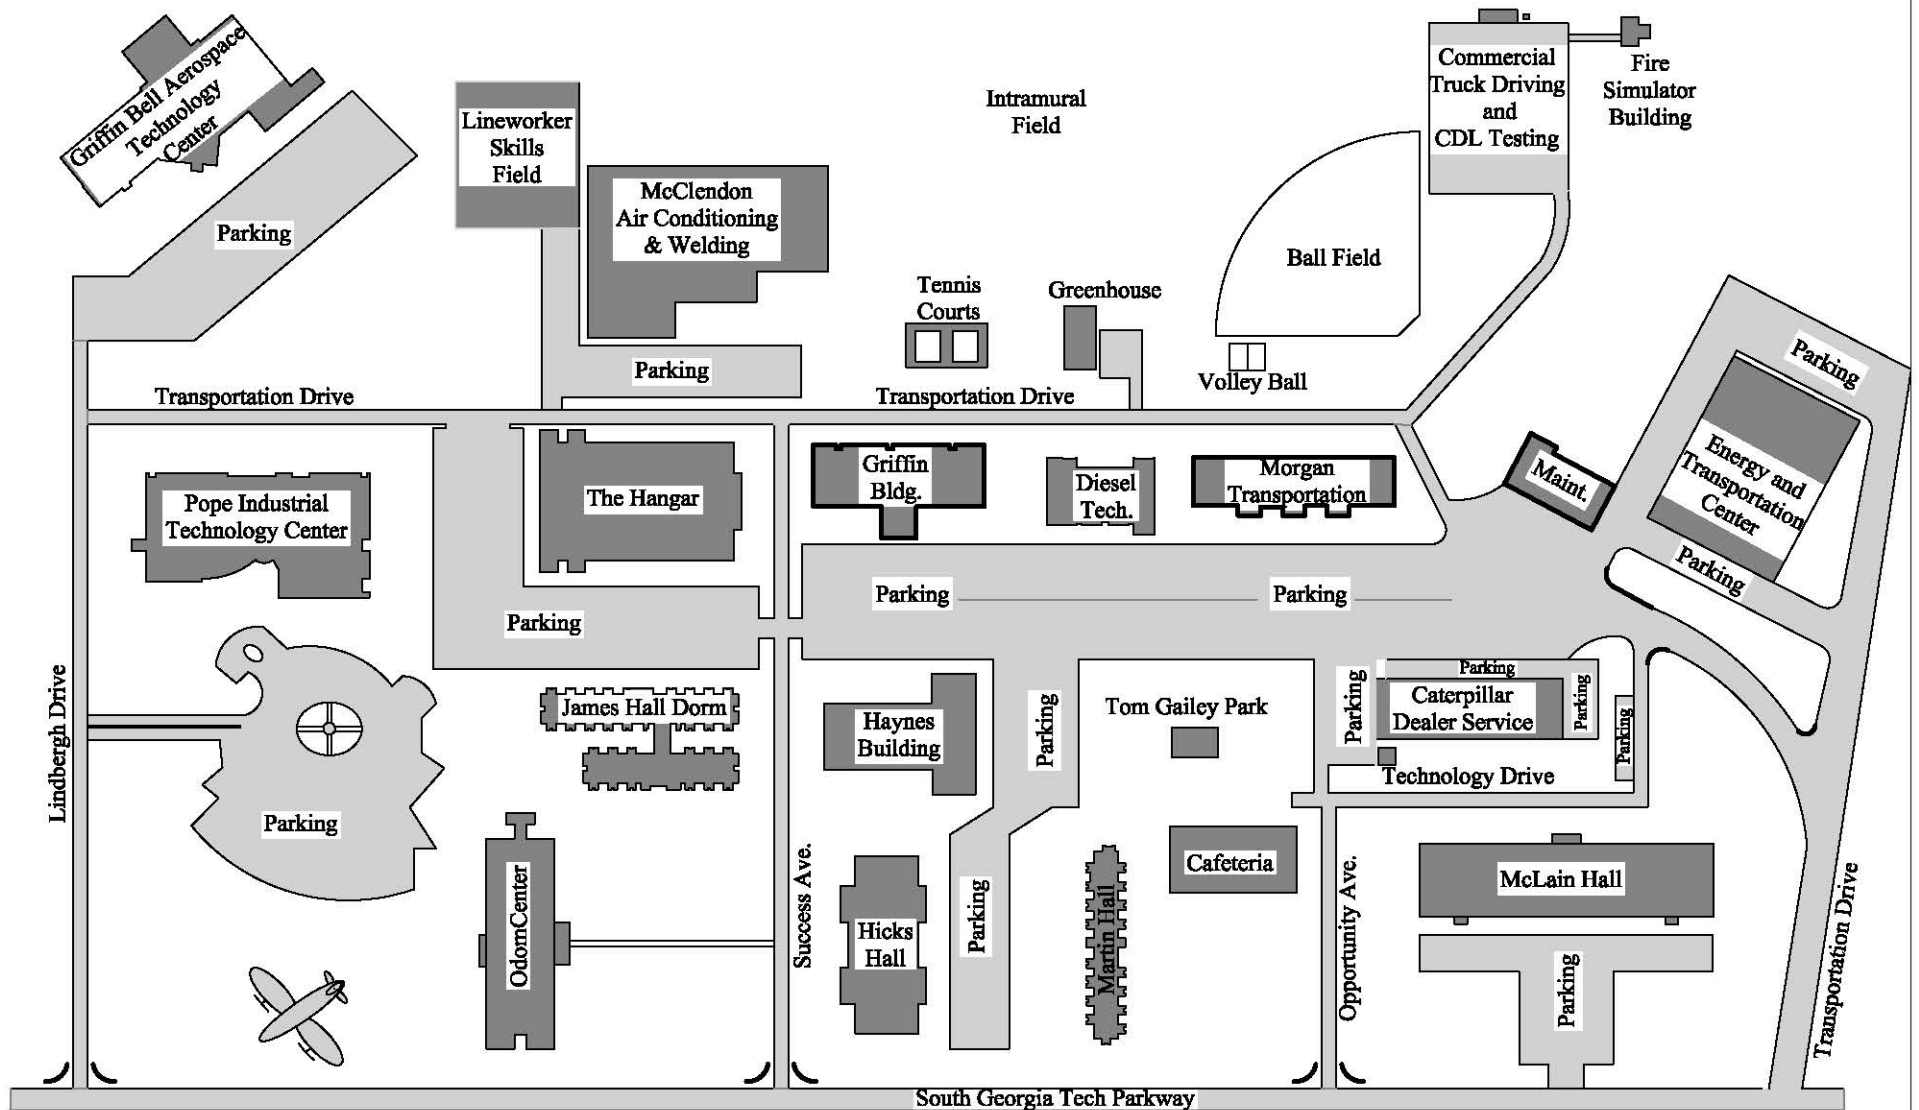 Griffin Bell Aerospace
Technology
Center
Parking
Lineworker
Skills
Field
McClendon
Air Conditioning
& Welding
Parking
Intramural
Field
Commercial
Truck Driving
and
CDL Testing
Fire
Simulator
Building
Ball Field
Tennis
Courts
Greenhouse
Volley Ball
Parking
Transportation Drive
Transportation Drive
Pope Industrial
Technology Center
The Hangar
Griffin
Bldg.
Diesel
Tech.
Morgan
Transportation
Maint.
Energy and
Transportation
Center
Parking
Parking
Parking
Parking
Lindbergh Drive
James Hall Dorm
Haynes
Building
Parking
Tom Gailey Park
Parking
Parking
Caterpillar
Dealer Service
Parking
Parking
Technology Drive
Parking
OdomCenter
Success Ave.
Hicks
Hall
Parking
Martin Hall
Cafeteria
Opportunity Ave.
McLain Hall
Parking
Transportation Drive
South Georgia Tech Parkway